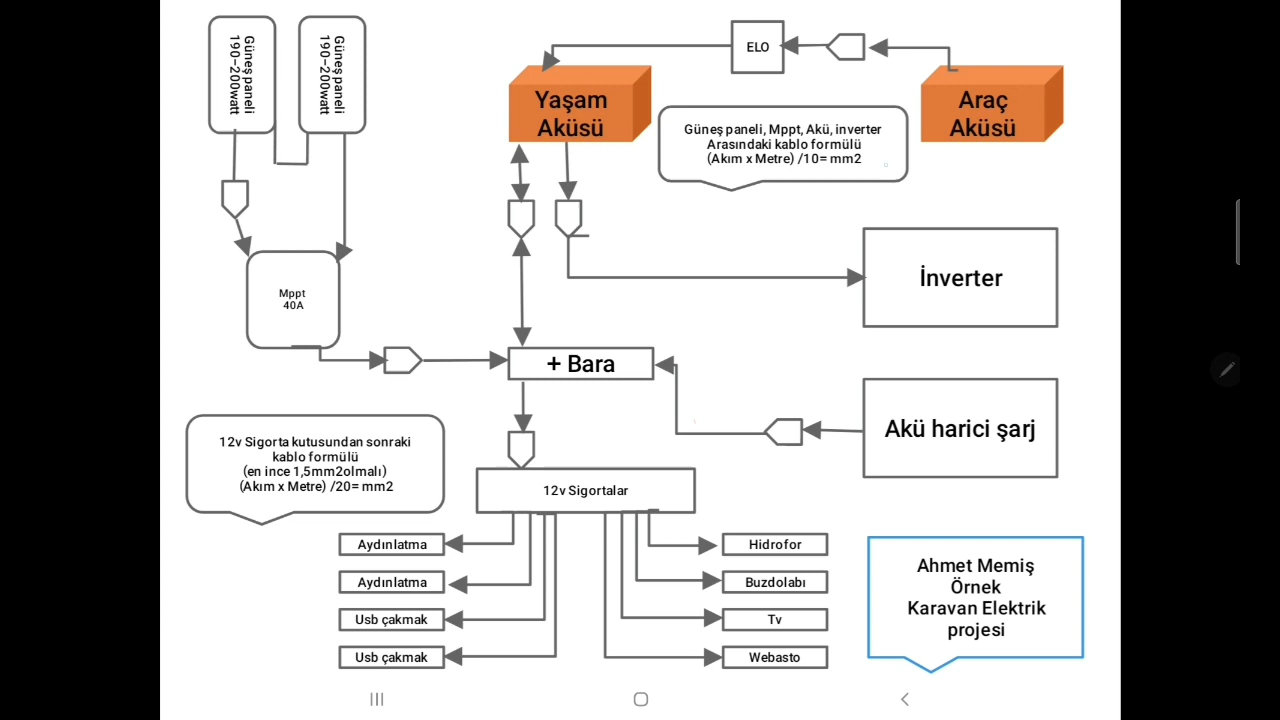 Güneş paneli
190-200watt
Güneş paneli
190-200watt
ELO
Yaşam
Aküsü
Araç
Aküsü
Güneş paneli, Mppt, Akü, inverter
Arasındaki kablo formülü
(Akım x Metre) /10= mm2
İnverter
Mppt
40A
+ Bara
Akü harici şarj
12v Sigorta kutusundan sonraki
kablo formülü
(en ince 1,5mm2olmalı)
(Akım x Metre) /20= mm2
12v Sigortalar
Aydınlatma
Aydınlatma
Usb çakmak
Usb çakmak
Hidrofor
Buzdolabı
Tv
Webasto
Ahmet Memiş
Örnek
Karavan Elektrik
projesi